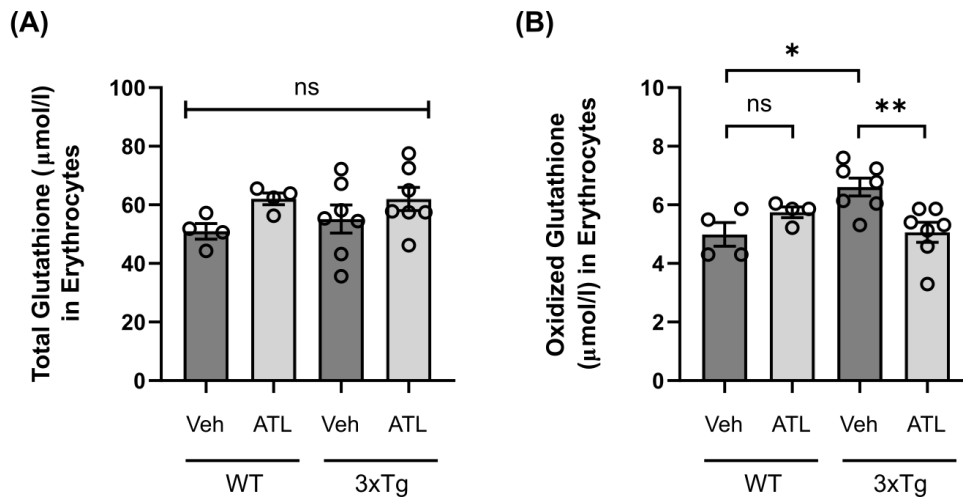 (A)
Total Glutathione (μmol/l)
in Erythrocytes
100
80
60
40
20
0
ns
Veh ATL Veh ATL
WT 3xTg
(B)
Oxidized Glutathione
(μmol/l) in Erythrocytes
10
8
6
4
2
0
*
ns **
Veh ATL Veh ATL
WT 3xTg